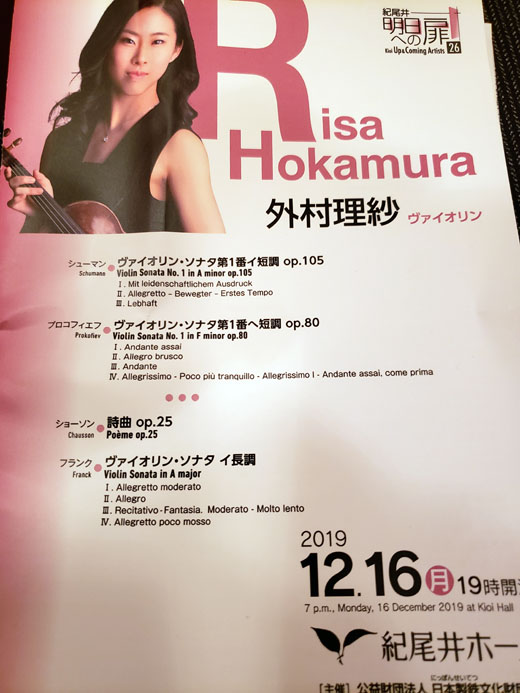 紀尾井
明日への扉
Kioi Up&Coming Artists 26
Risa
Hokamura
外村理紗 ヴァイオリン
シューマン ヴァイオリン・ソナタ第1番イ短調 op.105
Schumann Violin Sonata No. 1 in A minor op.105
Ⅰ. Mit leidenschaftlichem Ausdruck
Ⅱ. Allegretto – Bewegter – Erstes Tempo
Ⅲ. Lebhaft
プロコフィエフ ヴァイオリン・ソナタ第1番ヘ短調 op.80
Prokofiev Violin Sonata No. 1 in F minor op.80
Ⅰ. Andante assai
Ⅱ. Allegro brusco
Ⅲ. Andante
Ⅳ. Allegrissimo - Poco più tranquillo - Allegrissimo I - Andante assai, come prima
ショーソン 詩曲 op.25
Chausson Poème op.25
フランク ヴァイオリン・ソナタ イ長調
Franck Violin Sonata in A major
Ⅰ. Allegretto moderato
Ⅱ. Allegro
Ⅲ. Recitativo - Fantasia. Moderato - Molto lento
Ⅳ. Allegretto poco mosso
2019
12.16 月 19時開
7 p.m., Monday, 16 December 2019 at Kioi Hall
紀尾井ホー
にっぽんせいてつ
[主催] 公益財団法人 日本製鉄文化財